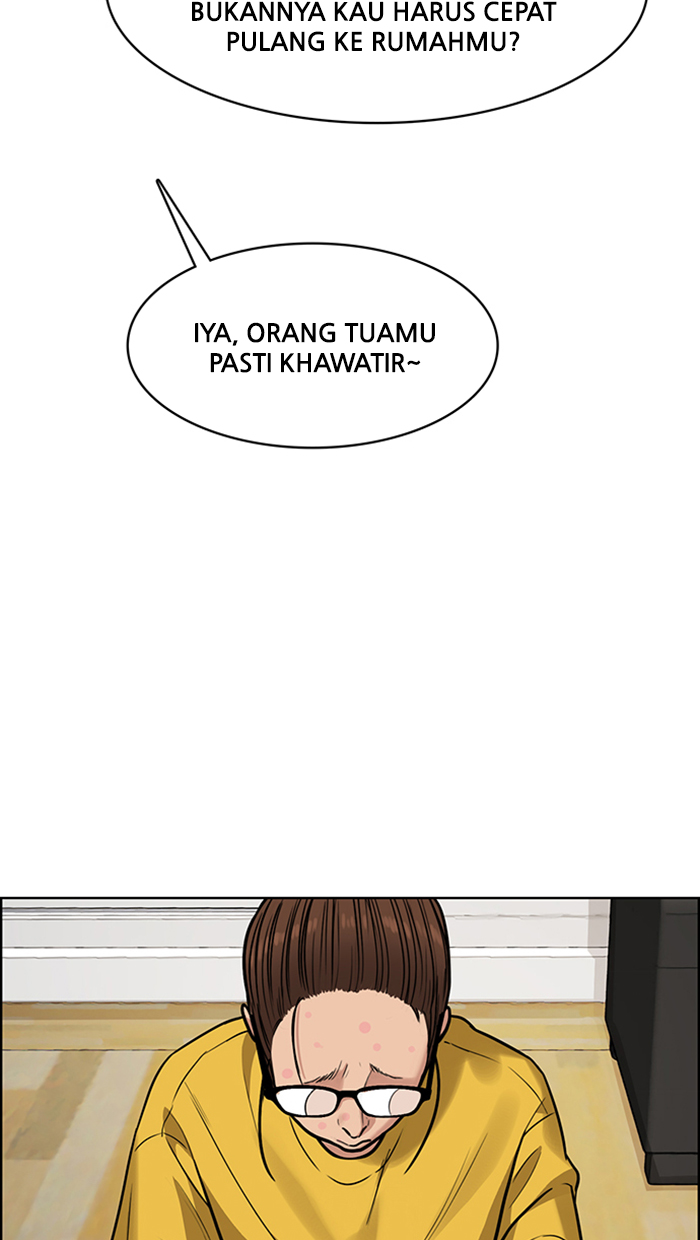 BUKANNYA KAU HARUS CEPAT
PULANG KE RUMAHMU?
IYA, ORANG TUAMU
PASTI KHAWATIR~